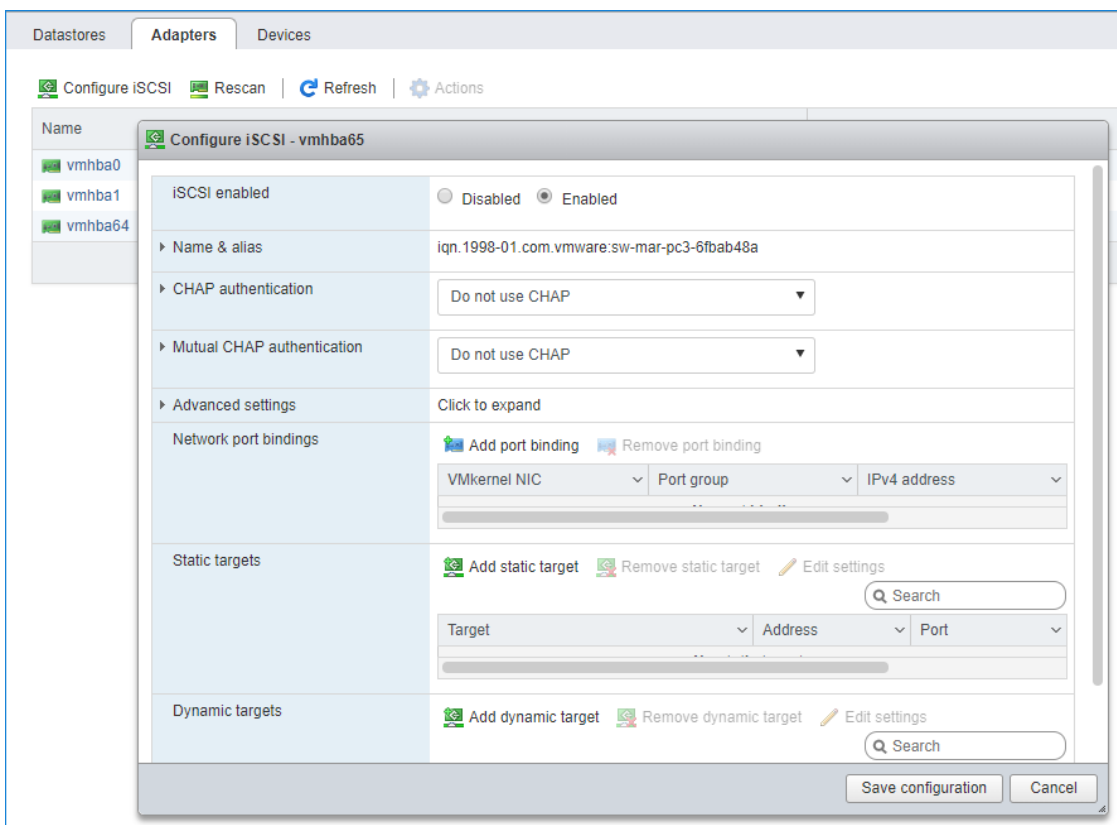 Datastores Adapters Devices
Configure iSCSI Rescan Refresh Actions
Name
Configure iSCSI - vmhba65
vmhba0
vmhba1
vmhba64
iSCSI enabled Disabled Enabled
Name & alias iqn.1998-01.com.vmware:sw-mar-pc3-6fbab48a
CHAP authentication Do not use CHAP
Mutual CHAP authentication Do not use CHAP
Advanced settings Click to expand
Network port bindings Add port binding Remove port binding
VMkernel NIC Port group IPv4 address
Static targets Add static target Remove static target Edit settings
Search
Target Address Port
Dynamic targets Add dynamic target Remove dynamic target Edit settings
Search
Save configuration Cancel